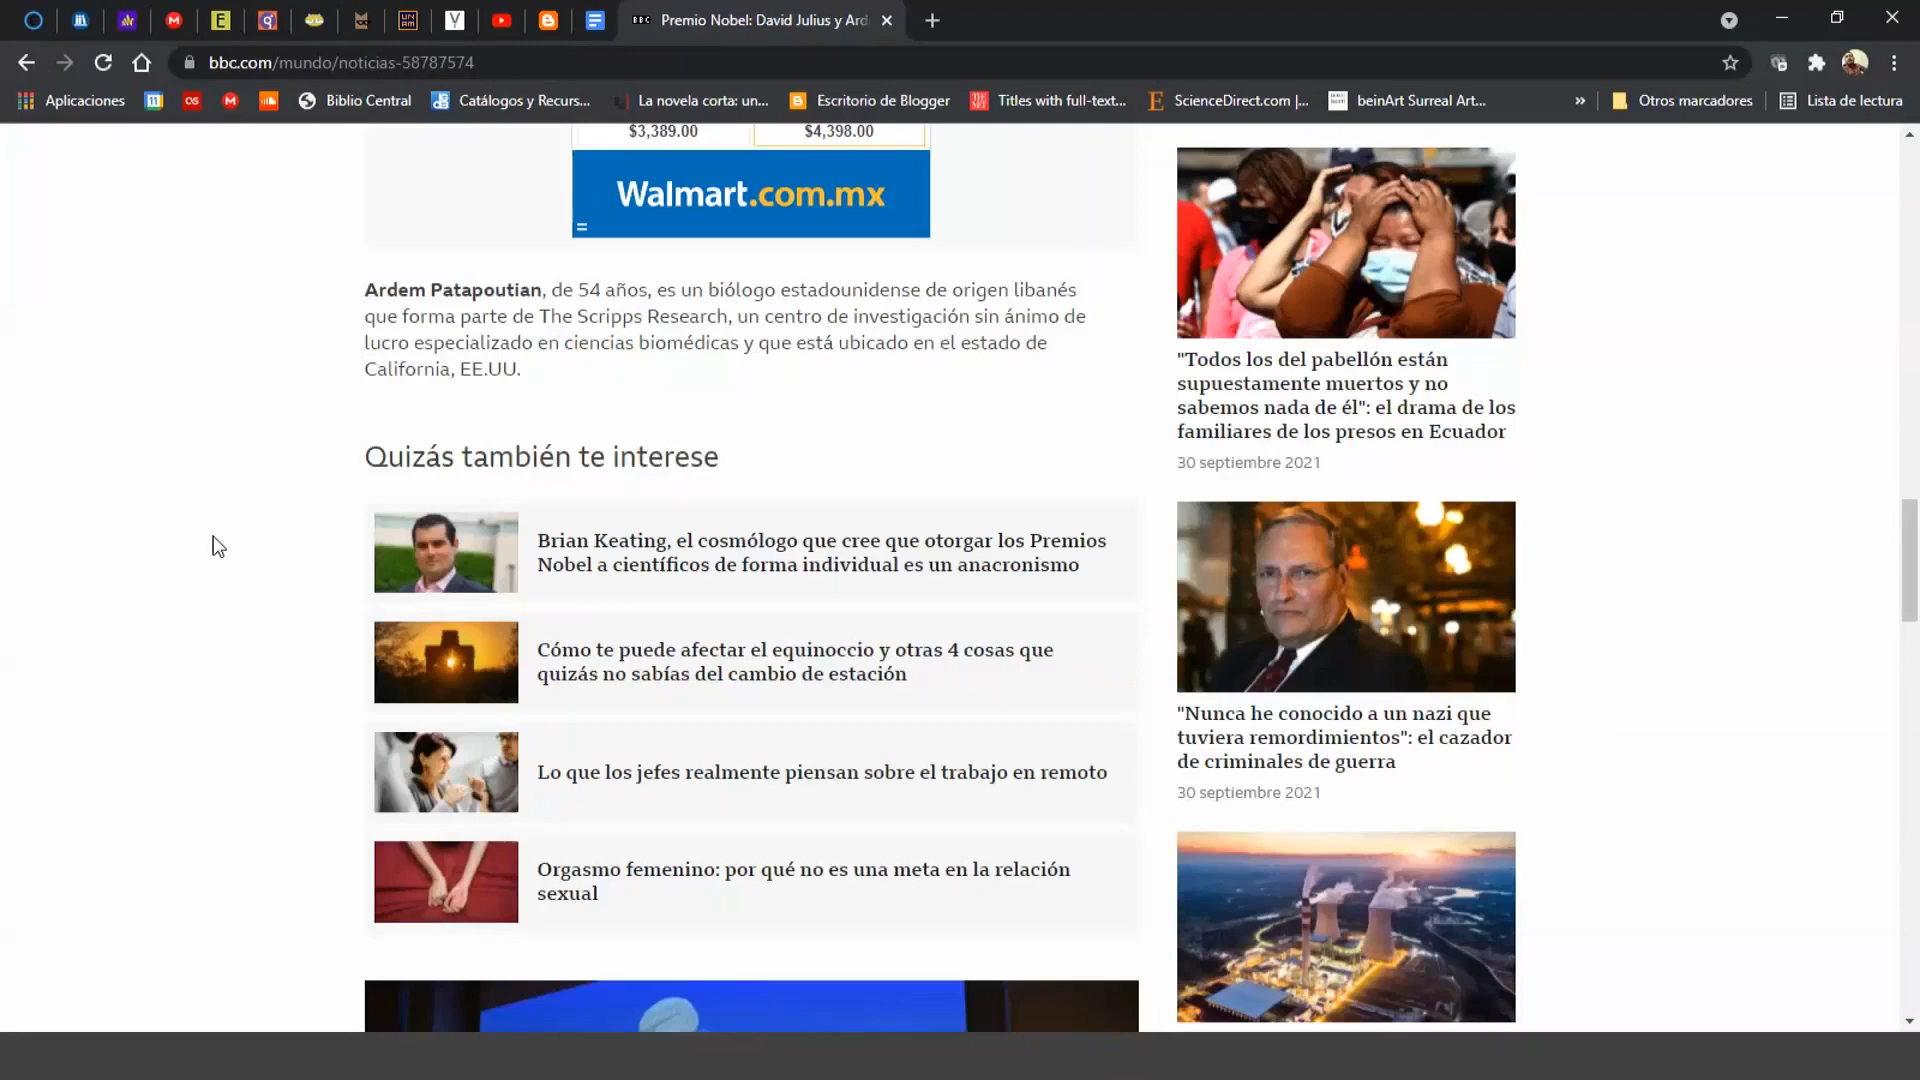 Premio Nobel: David Julius y Ard
bbc.com/mundo/noticias-58787574
Aplicaciones
Biblio Central
Catálogos y Recurs...
La novela corta: un...
Escritorio de Blogger
Titles with full-text...
ScienceDirect.com |...
beinArt Surreal Art...
»
Otros marcadores
Lista de lectura
$3,389.00
$4,398.00
Walmart.com.mx
Ardem Patapoutian, de 54 años, es un biólogo estadounidense de origen libanés
que forma parte de The Scripps Research, un centro de investigación sin ánimo de
lucro especializado en ciencias biomédicas y que está ubicado en el estado de
California, EE.UU.
Quizás también te interese
Brian Keating, el cosmólogo que cree que otorgar los Premios
Nobel a científicos de forma individual es un anacronismo
Cómo te puede afectar el equinoccio y otras 4 cosas que
quizás no sabías del cambio de estación
Lo que los jefes realmente piensan sobre el trabajo en remoto
Orgasmo femenino: por qué no es una meta en la relación
sexual
"Todos los del pabellón están
supuestamente muertos y no
sabemos nada de él": el drama de los
familiares de los presos en Ecuador
30 septiembre 2021
"Nunca he conocido a un nazi que
tuviera remordimientos": el cazador
de criminales de guerra
30 septiembre 2021